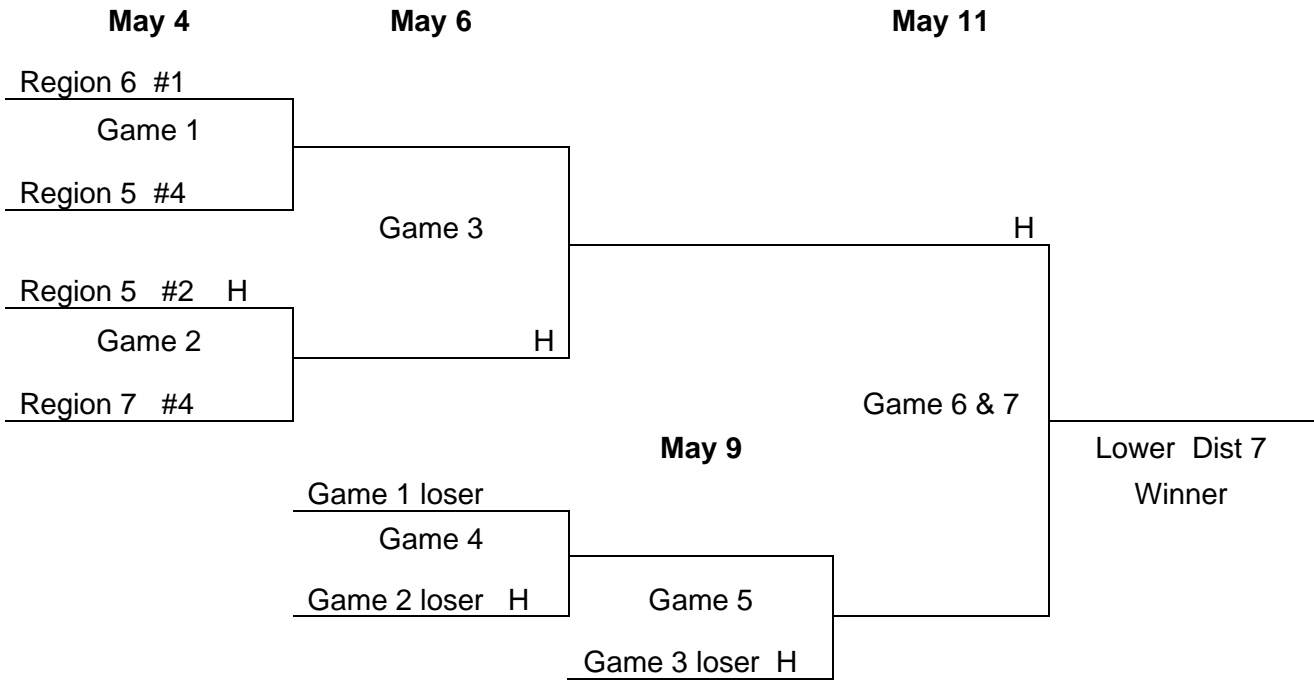 May 4 May 6 May 11
Region 6 #1
Game 1
Region 5 #4
Game 3 H
Region 5 #2 H
Game 2 H
Region 7 #4 Game 6 & 7
May 9 Lower Dist 7
Game 1 loser Winner
Game 4
Game 2 loser H Game 5
Game 3 loser H